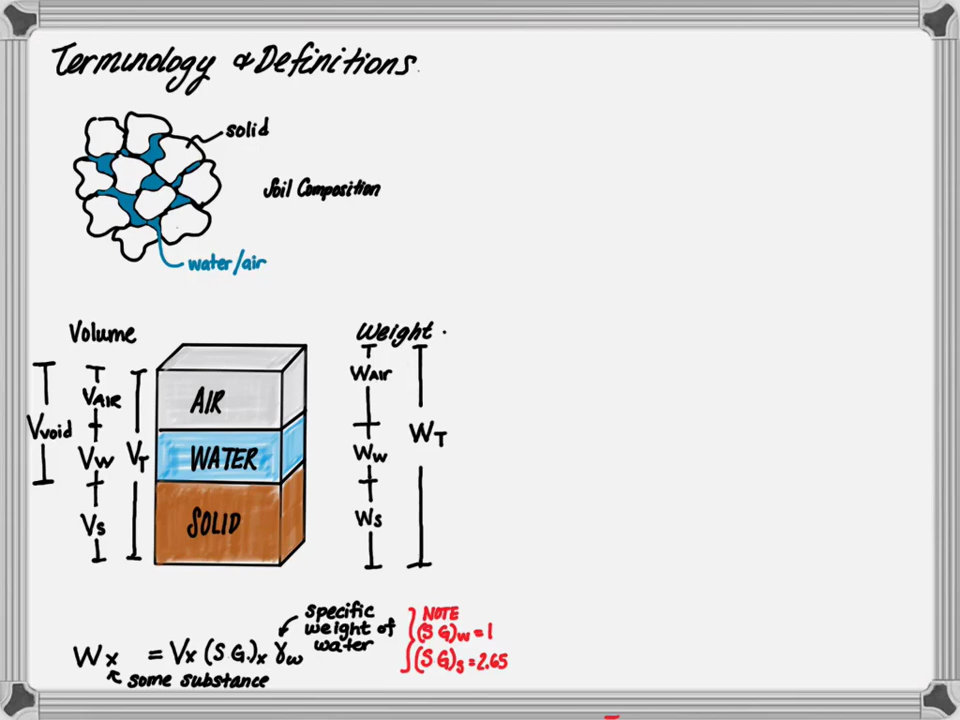 Terminology & Definitions
solid
Soil Composition
water/air
Volume
Weight
VAIR
Vvoid
VW
VT
VS
AIR
WATER
SOLID
WAIR
WT
WW
WS
specific
weight of
water
Wx = Vx (S G.)x γw
some substance
NOTE
(S G)w = 1
(S G)s = 2.65